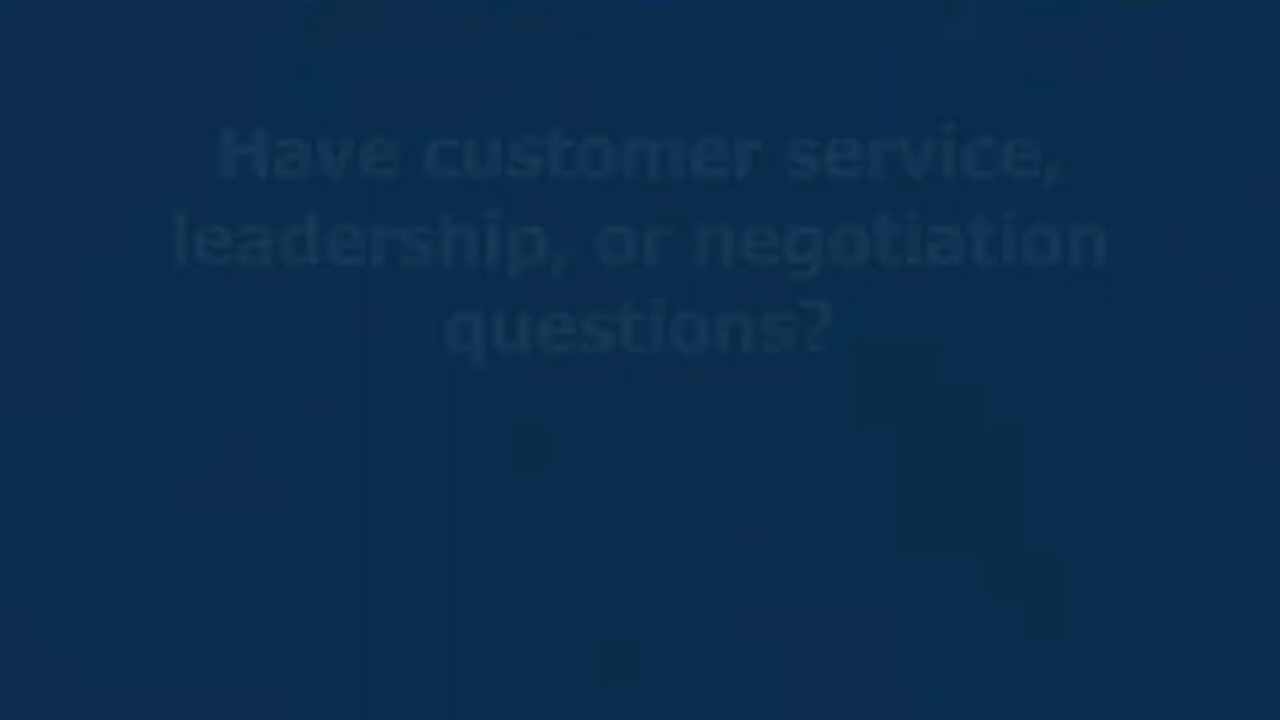 Have customer service,
leadership, or negotiation
questions?